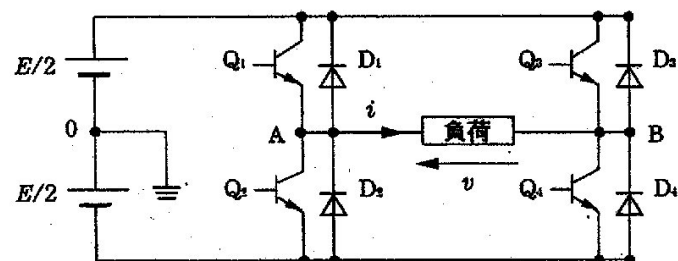 Q₁ D₁ Q₃ D₃
E/2
i
0 A 負荷 B
v
E/2 Q₂ D₂ Q₄ D₄